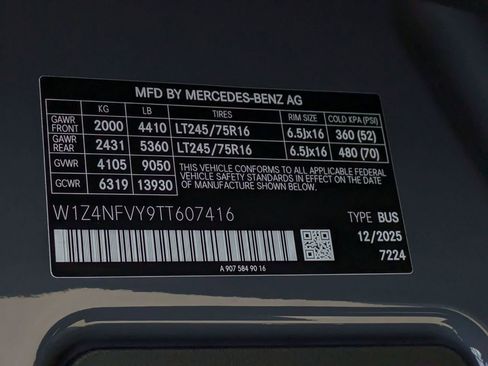 MFD BY MERCEDES-BENZ AG
KG LB TIRES RIM SIZE COLD KPA (PSI)
GAWR FRONT 2000 4410 LT245/75R16 6.5Jx16 360 (52)
GAWR REAR 2431 5360 LT245/75R16 6.5Jx16 480 (70)
GVWR 4105 9050 THIS VEHICLE CONFORMS TO ALL APPLICABLE FEDERAL
GCWR 6319 13930 MOTOR VEHICLE SAFETY STANDARDS IN EFFECT
ON THE DATE OF MANUFACTURE SHOWN ABOVE.
W1Z4NFVY9TT607416
TYPE BUS
12/2025
7224
A 907 584 90 16